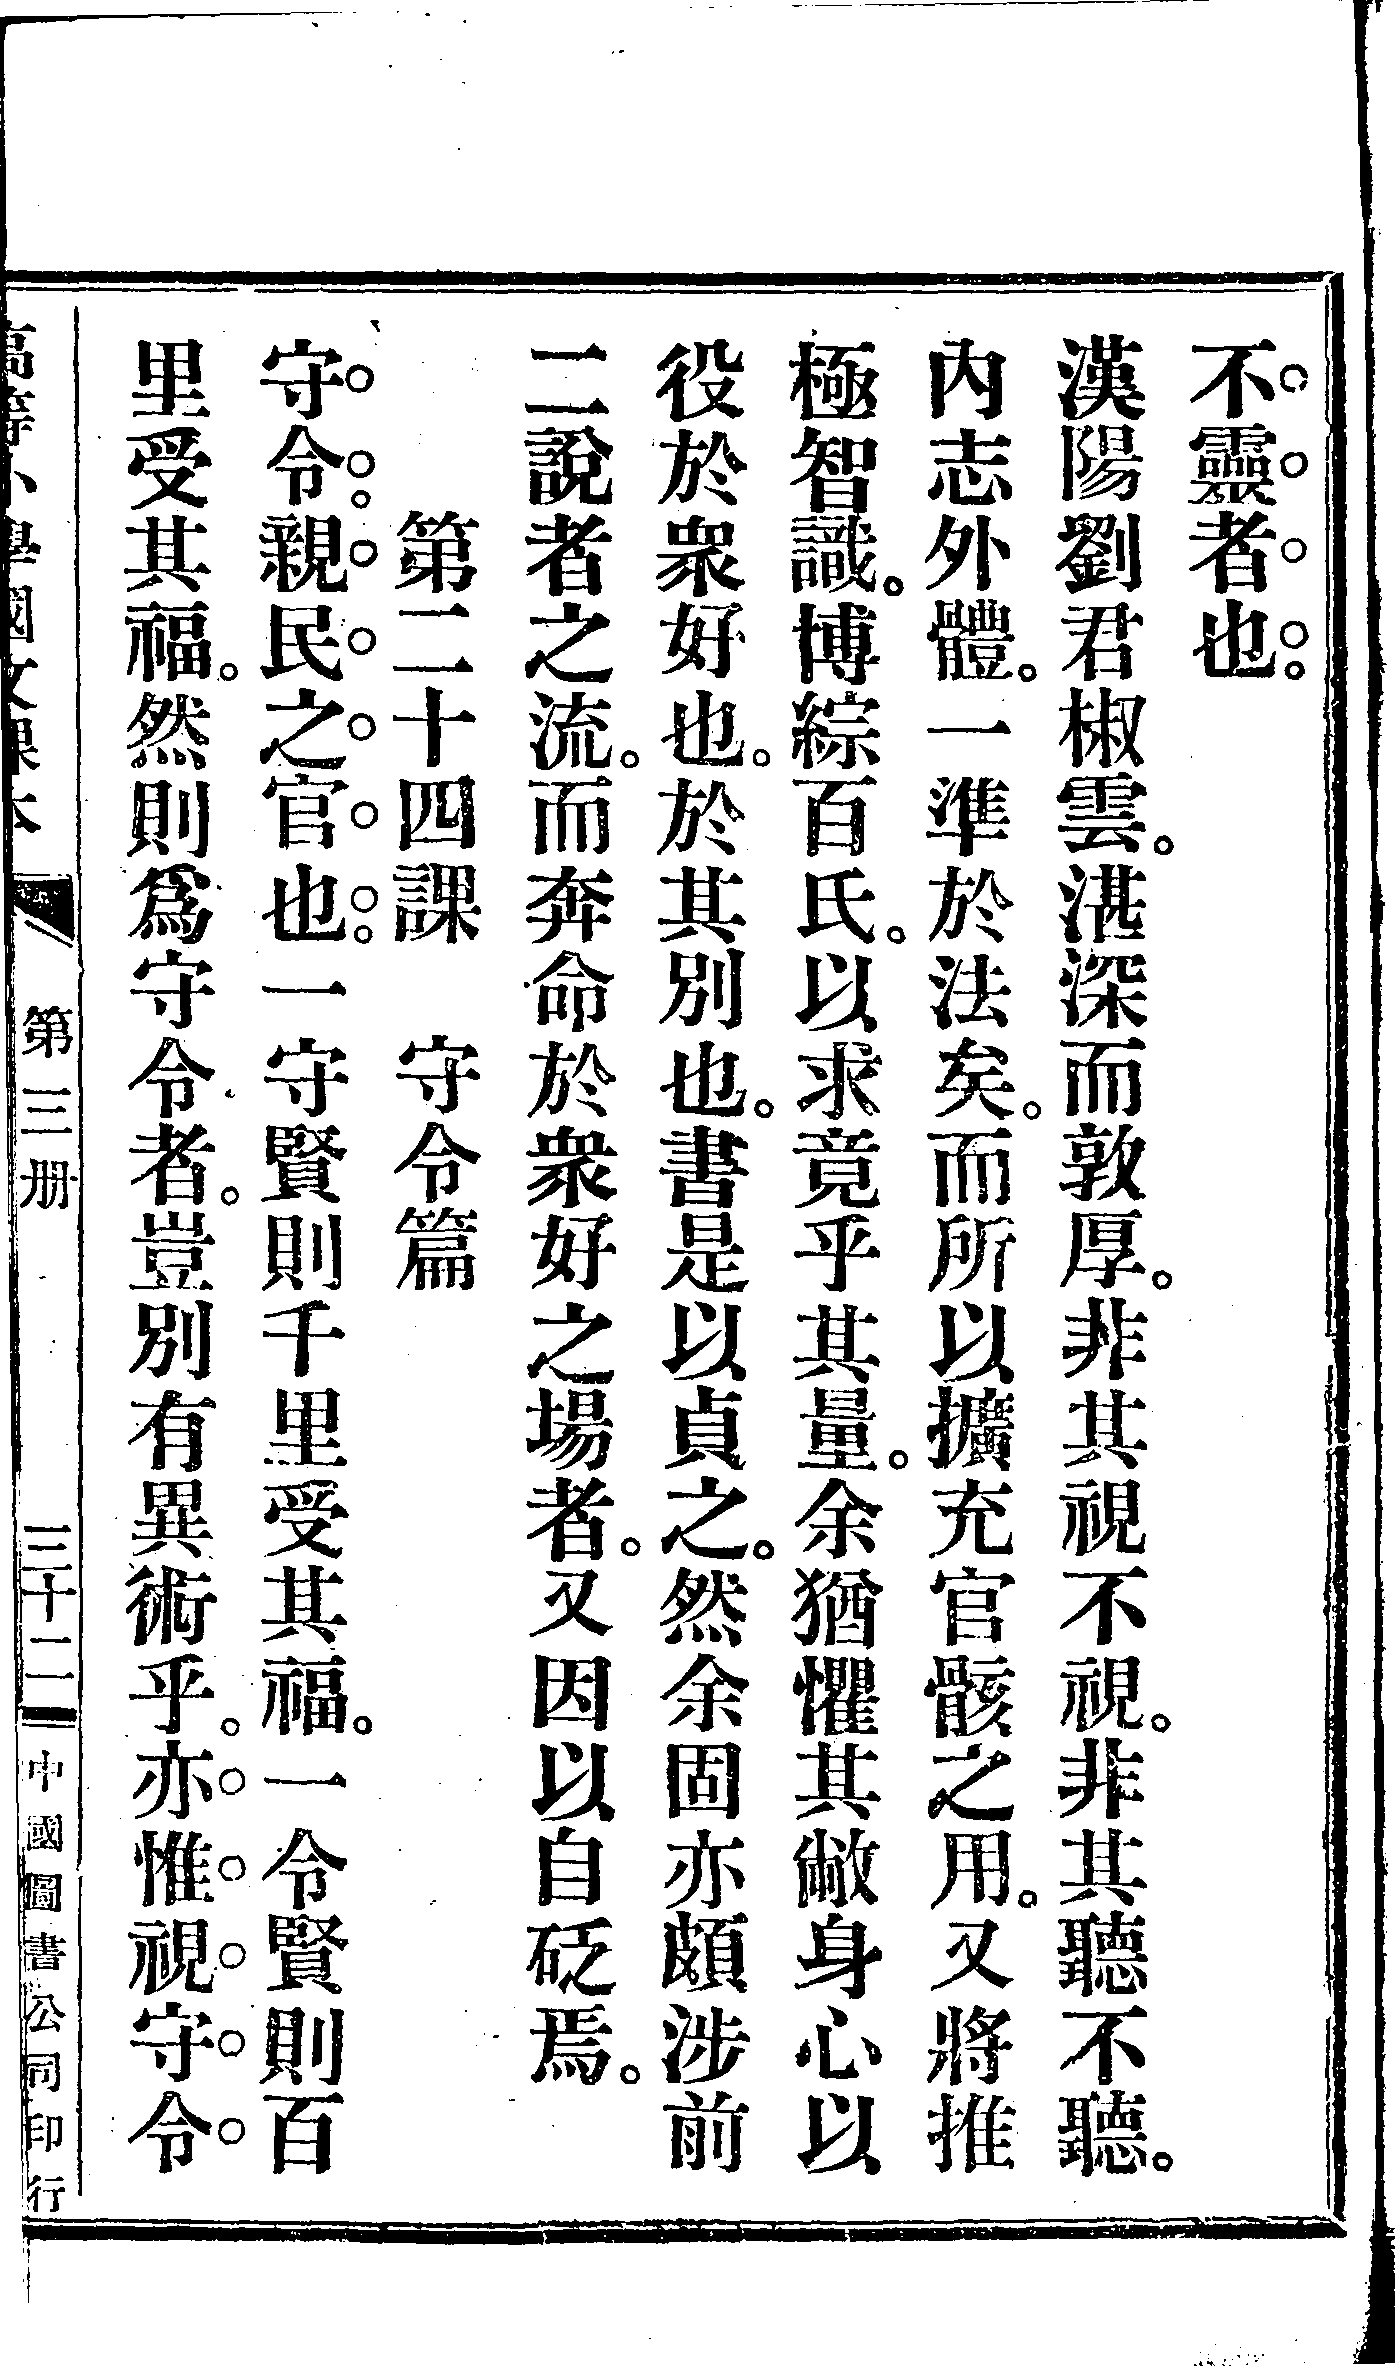 不靈者也。
漢陽劉君椒雲。湛深而敦厚。非其視不視。非其聽不聽。
內志外體。一準於法矣。而所以擴充官骸之用。又將推
極智識。博綜百氏。以求竟乎其量。余猶懼其敝身心以
役於衆好也。於其別也。書是以貞之。然余固亦頗涉前
二說者之流。而奔命於衆好之場者。又因以自砭焉。
第二十四課　守令篇
守令。親民之官也。一守賢則千里受其福。一令賢則百
里受其福。然則爲守令者。豈別有異術乎。亦惟視守令
高等小學國文課本　第三册　三十二　中國圖書公司印行